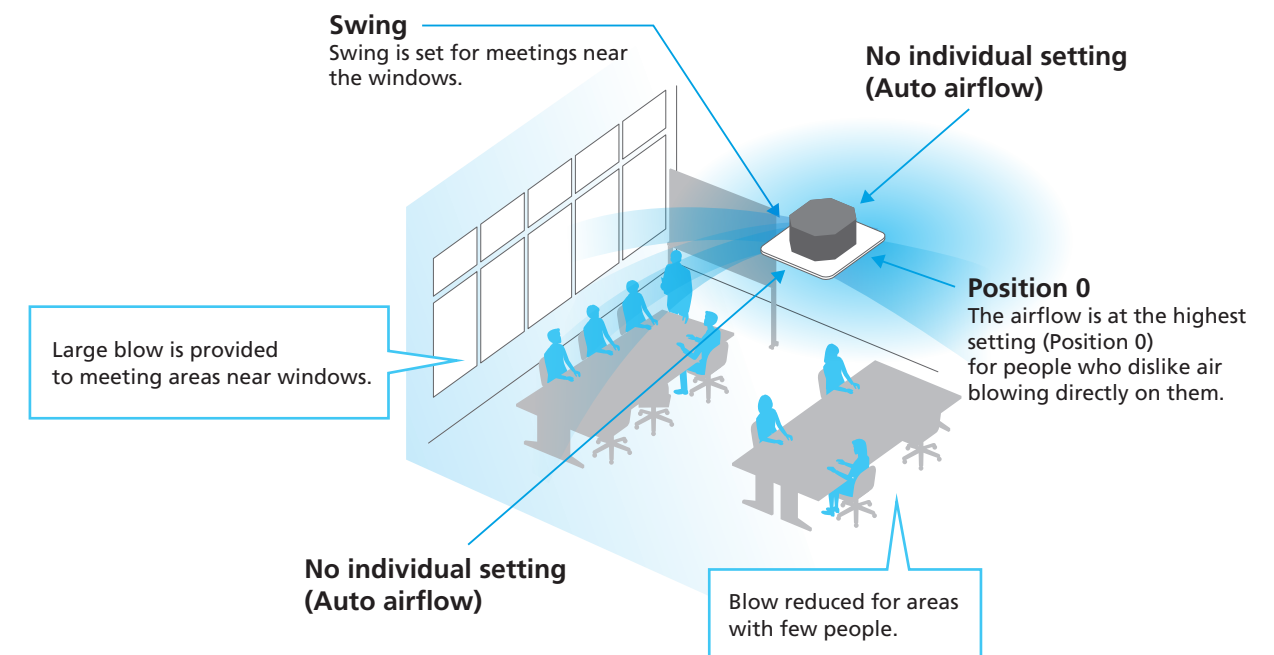 Swing
Swing is set for meetings near
the windows.
No individual setting
(Auto airflow)
Position 0
The airflow is at the highest
setting (Position 0)
for people who dislike air
blowing directly on them.
Large blow is provided
to meeting areas near windows.
No individual setting
(Auto airflow)
Blow reduced for areas
with few people.